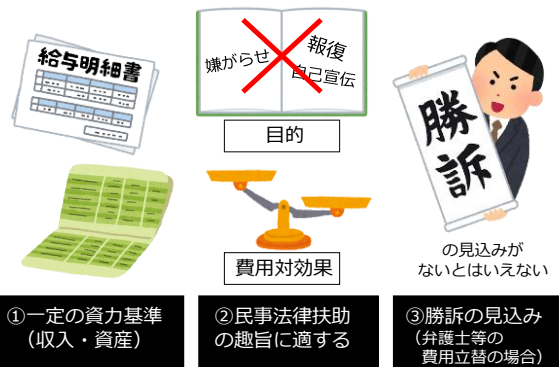 給与明細書
嫌がらせ
報復
自己宣伝
目的
費用対効果
勝訴
の見込みが
ないとはいえない
①一定の資力基準
（収入・資産）
②民事法律扶助
の趣旨に適する
③勝訴の見込み
（弁護士等の
費用立替の場合）